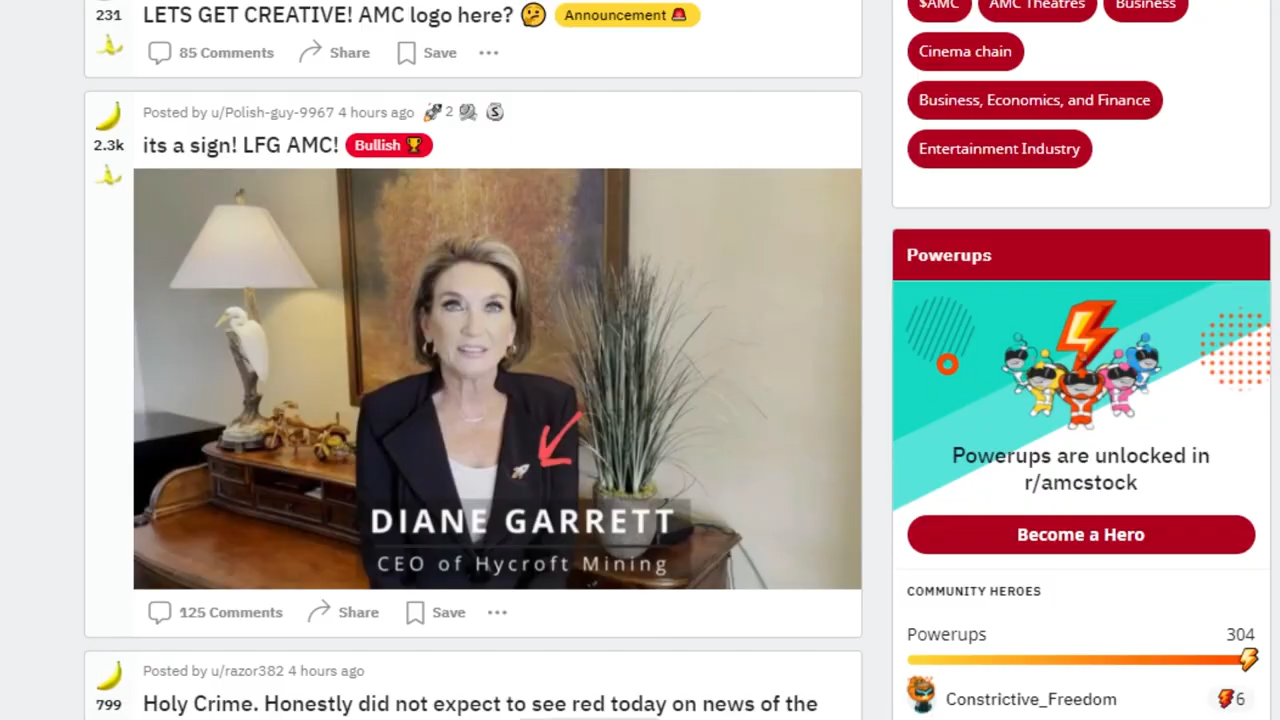 231
LETS GET CREATIVE! AMC logo here? Announcement
85 Comments Share Save
Posted by u/Polish-guy-9967 4 hours ago 2
2.3k
its a sign! LFG AMC! Bullish
DIANE GARRETT
CEO of Hycroft Mining
125 Comments Share Save
Posted by u/razor382 4 hours ago
799
Holy Crime. Honestly did not expect to see red today on news of the
$AMC AMC Theatres Business
Cinema chain
Business, Economics, and Finance
Entertainment Industry
Powerups
Powerups are unlocked in
r/amcstock
Become a Hero
COMMUNITY HEROES
Powerups 304
Constrictive_Freedom 6